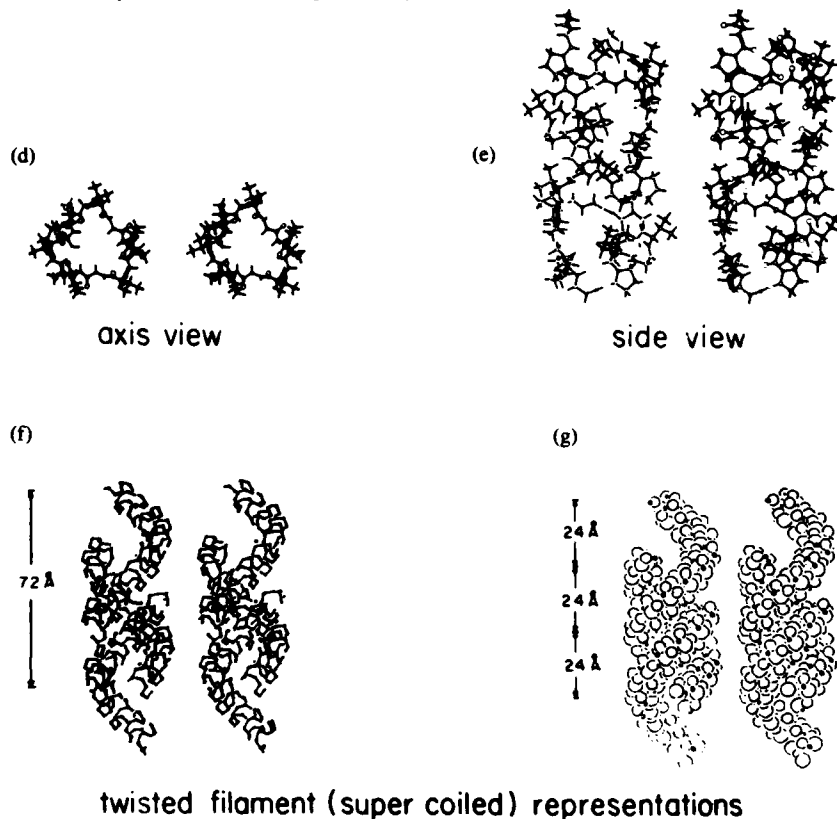 (d)
(e)
axis view
side view
(f)
(g)
72 Å
24 Å
24 Å
24 Å
twisted filament (super coiled) representations